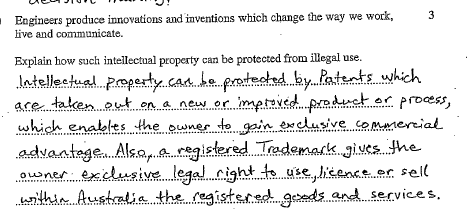 Engineers produce innovations and inventions which change the way we work, 3
live and communicate.
Explain how such intellectual property can be protected from illegal use.
Intellectual property can be protected by Patents which
are taken out on a new or improved product or process,
which enables the owner to gain exclusive commercial
advantage. Also, a registered Trademark gives the
owner exclusive legal right to use, licence or sell
within Australia the registered goods and services.